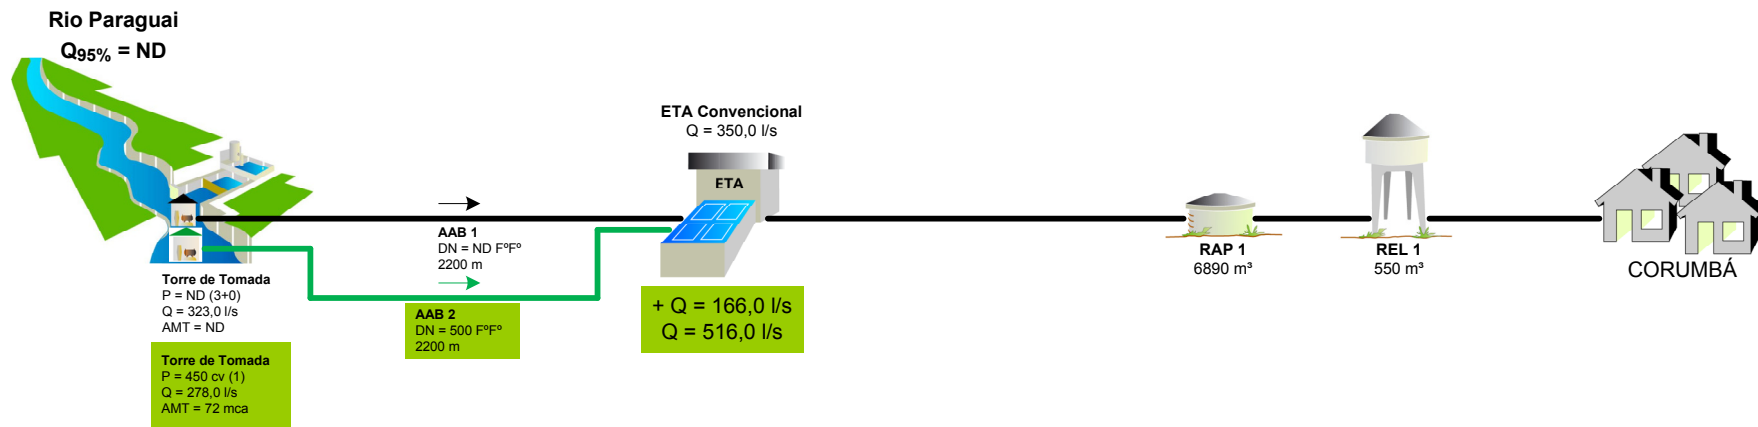 Rio Paraguai
Q95% = ND
ETA Convencional
Q = 350,0 l/s
ETA
AAB 1
DN = ND FºFº
2200 m
RAP 1
6890 m³
REL 1
550 m³
CORUMBÁ
Torre de Tomada
P = ND (3+0)
Q = 323,0 l/s
AMT = ND
AAB 2
DN = 500 FºFº
2200 m
+ Q = 166,0 l/s
Q = 516,0 l/s
Torre de Tomada
P = 450 cv (1)
Q = 278,0 l/s
AMT = 72 mca